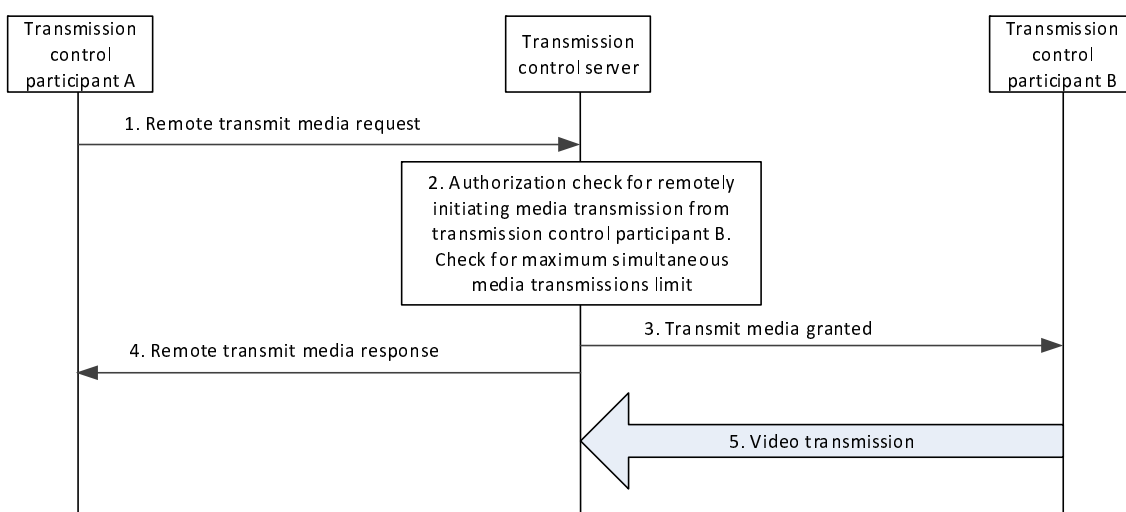 Transmission
control
participant A
Transmission
control server
Transmission
control
participant B
1. Remote transmit media request
2. Authorization check for remotely
initiating media transmission from
transmission control participant B.
Check for maximum simultaneous
media transmissions limit
3. Transmit media granted
4. Remote transmit media response
5. Video transmission